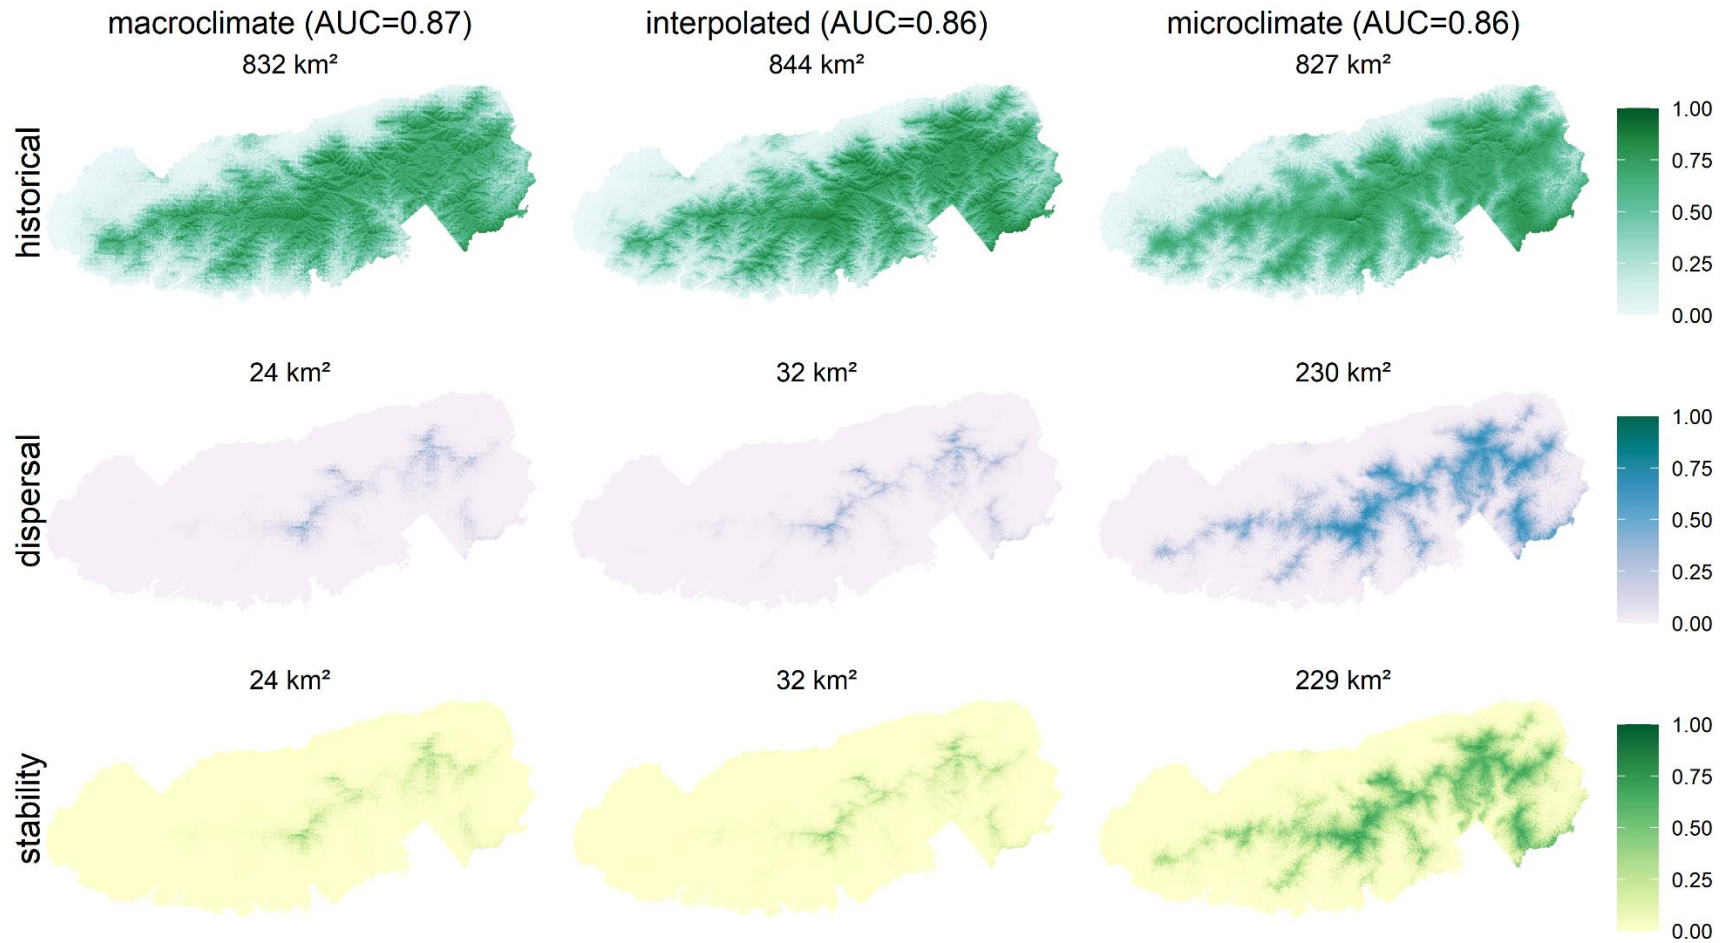 macroclimate (AUC=0.87)
interpolated (AUC=0.86)
microclimate (AUC=0.86)
832 km²
844 km²
827 km²
historical
1.00
0.75
0.50
0.25
0.00
24 km²
32 km²
230 km²
dispersal
1.00
0.75
0.50
0.25
0.00
24 km²
32 km²
229 km²
stability
1.00
0.75
0.50
0.25
0.00